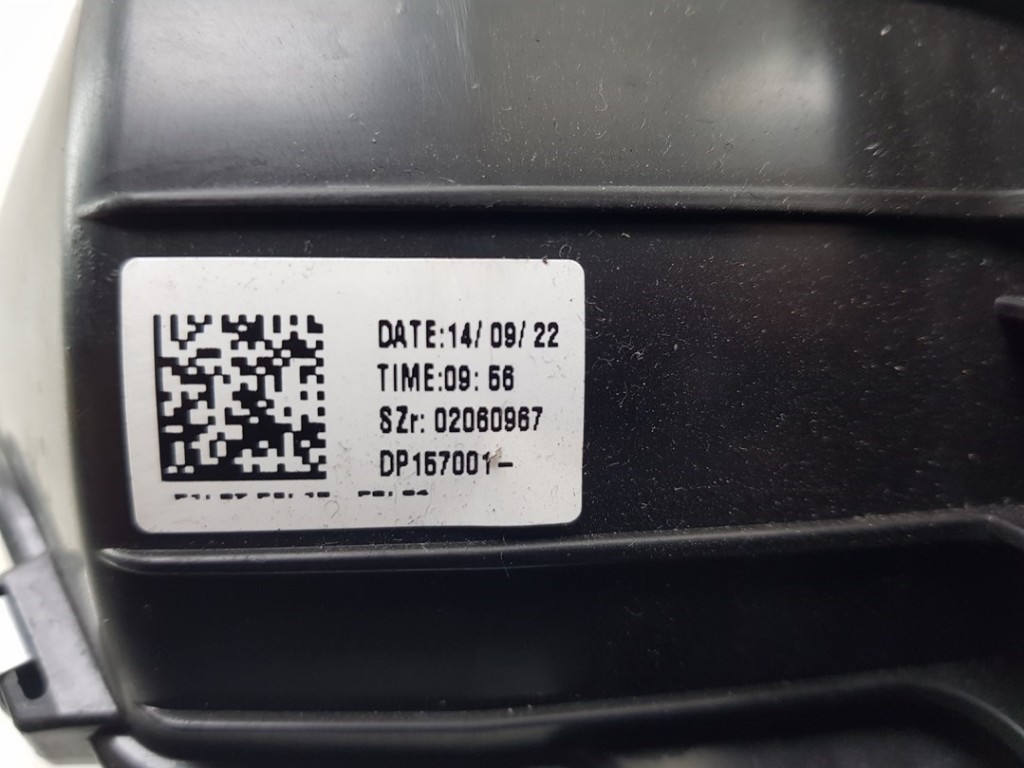 DATE:14/ 09/ 22
TIME:09: 56
SZr: 02060967
DP157001-